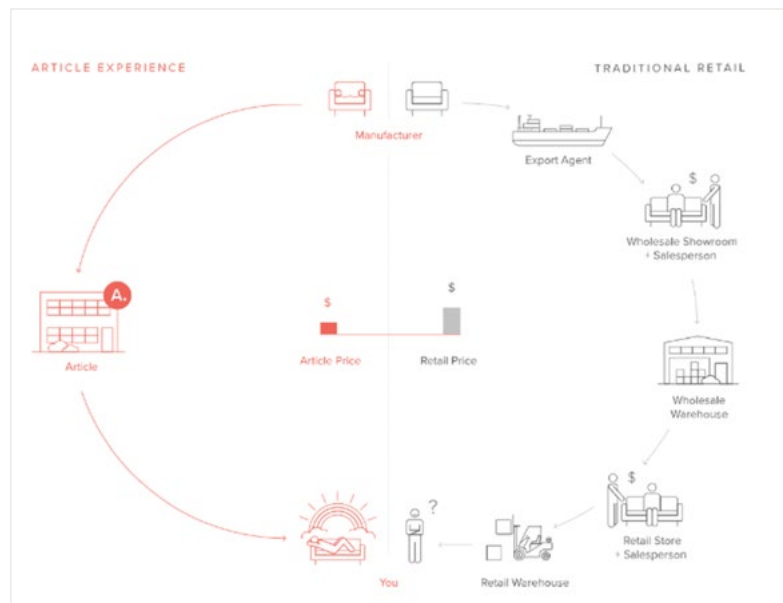 ARTICLE EXPERIENCE
TRADITIONAL RETAIL
Manufacturer
Export Agent
$
Wholesale Showroom
+ Salesperson
A.
Article
$
$
Article Price
Retail Price
Wholesale
Warehouse
$
Retail Store
+ Salesperson
?
Retail Warehouse
You